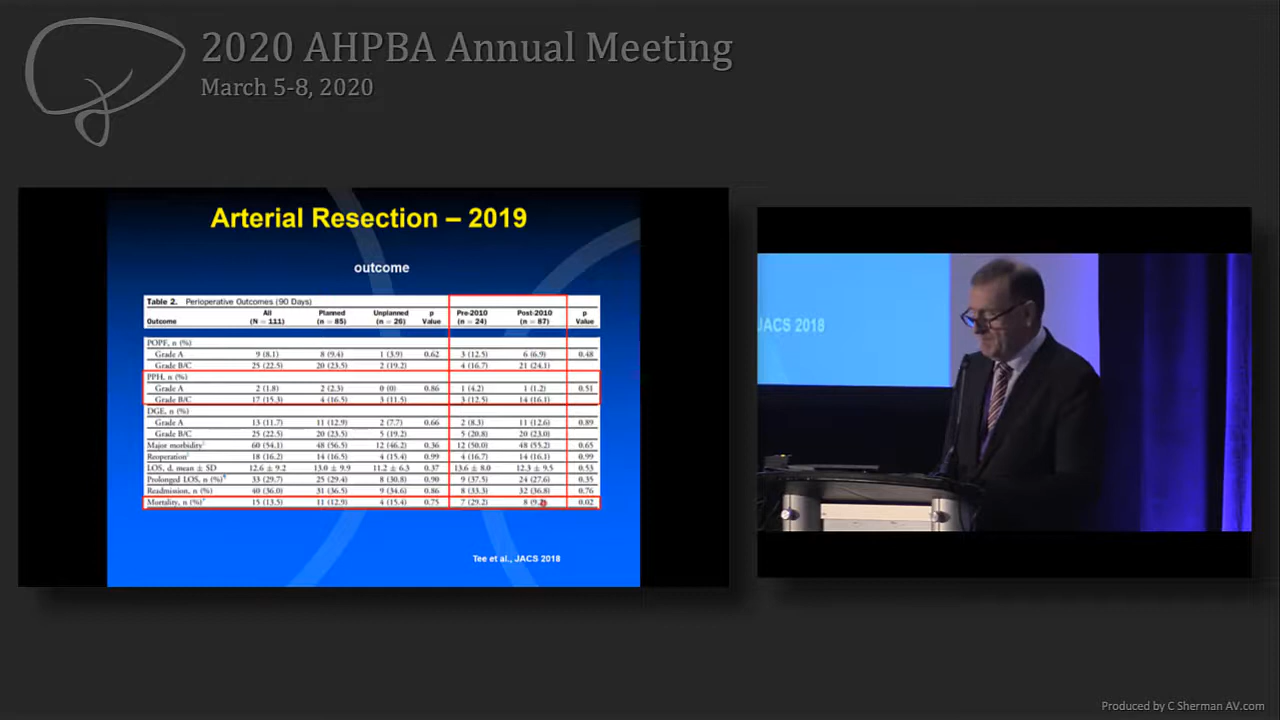 2020 AHPBA Annual Meeting
March 5-8, 2020
Arterial Resection – 2019
outcome
Table 2. Perioperative Outcomes (90 Days)
Outcome All (N = 111) Planned (n = 85) Unplanned (n = 26) p Value Pre-2010 (n = 24) Post-2010 (n = 87) p Value
POPF, n (%)
Grade A 9 (8.1) 8 (9.4) 1 (3.9) 0.62 3 (12.5) 6 (6.9) 0.48
Grade B/C 25 (22.5) 20 (23.5) 2 (19.2) 4 (16.7) 21 (24.1)
PPH, n (%)
Grade A 2 (1.8) 2 (2.3) 0 (0) 0.86 1 (4.2) 1 (1.2) 0.51
Grade B/C 17 (15.3) 4 (16.5) 3 (11.5) 3 (12.5) 14 (16.1)
DGE, n (%)
Grade A 13 (11.7) 11 (12.9) 2 (7.7) 0.66 2 (8.3) 11 (12.6) 0.89
Grade B/C 25 (22.5) 20 (23.5) 5 (19.2) 5 (20.8) 20 (23.0)
Major morbidity 60 (54.1) 48 (56.5) 12 (46.2) 0.36 12 (50.0) 48 (55.2) 0.65
Reoperation 18 (16.2) 14 (16.5) 4 (15.4) 0.99 4 (16.7) 14 (16.1) 0.99
LOS, d, mean ± SD 12.6 ± 9.2 13.0 ± 9.9 11.2 ± 6.3 0.37 13.6 ± 8.0 12.3 ± 9.5 0.53
Prolonged LOS, n (%) 33 (29.7) 25 (29.4) 8 (30.8) 0.90 9 (37.5) 24 (27.6) 0.35
Readmission, n (%) 40 (36.0) 31 (36.5) 9 (34.6) 0.86 8 (33.3) 32 (36.8) 0.76
Mortality, n (%) 15 (13.5) 11 (12.9) 4 (15.4) 0.75 7 (29.2) 8 (9.2) 0.02
Tee et al., JACS 2018
JACS 2018
Produced by C Sherman AV.com